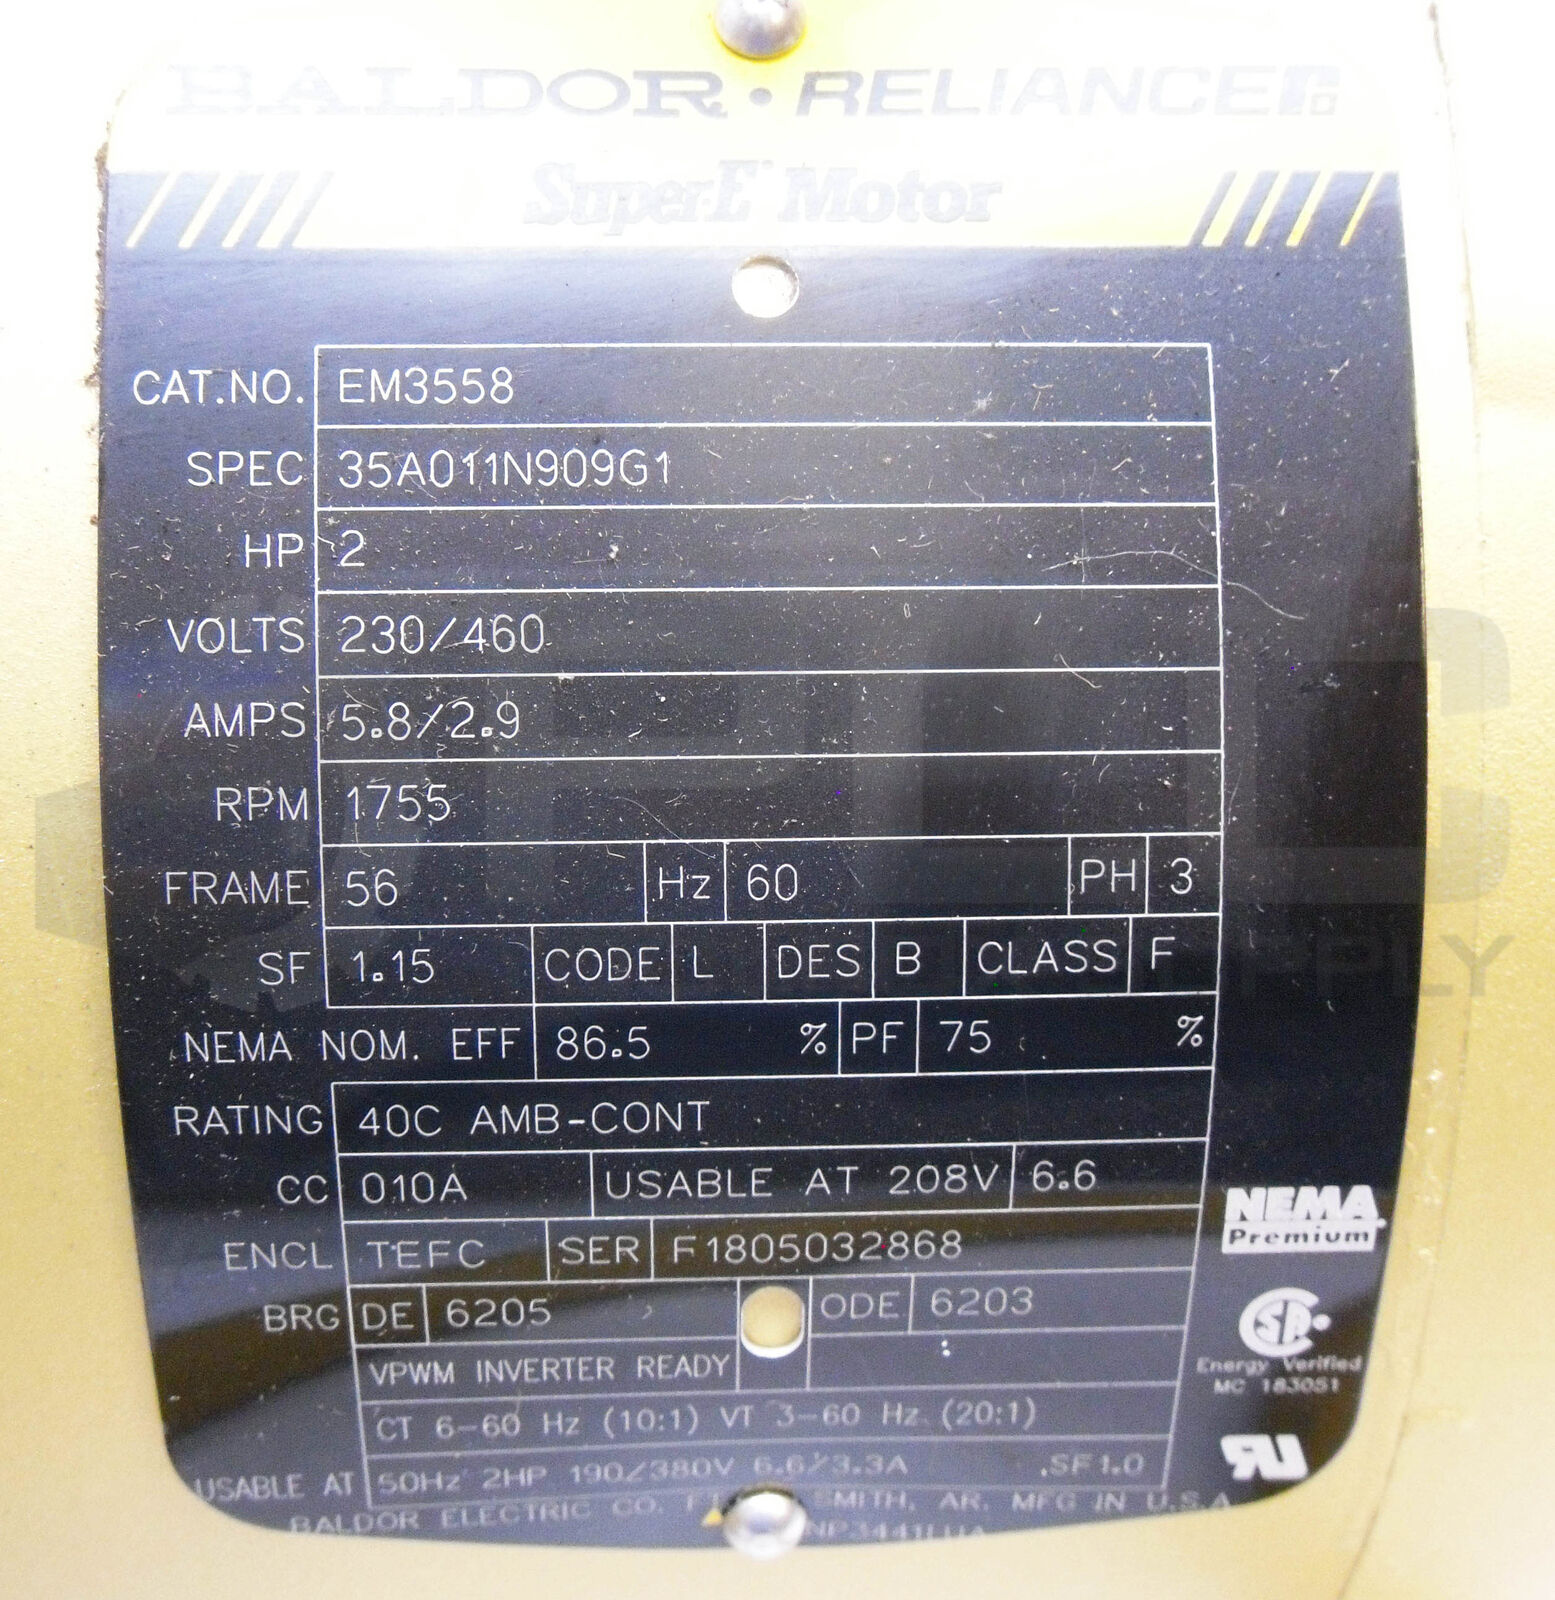 BALDOR · RELIANCE
SuperE Motor
CAT.NO. EM3558
SPEC 35A011N909G1
HP 2
VOLTS 230/460
AMPS 5.8/2.9
RPM 1755
FRAME 56 Hz 60 PH 3
SF 1.15 CODE L DES B CLASS F
NEMA NOM. EFF 86.5 % PF 75 %
RATING 40C AMB-CONT
CC 010A USABLE AT 208V 6.6
NEMA
Premium
ENCL TEFC SER F1805032868
BRG DE 6205 ODE 6203
VPWM INVERTER READY
Energy Verified
MC 183051
CT 6-60 Hz (10:1) VT 3-60 Hz (20:1)
USABLE AT 50Hz 2HP 190/380V 6.6/3.3A SF1.0
BALDOR ELECTRIC CO. SMITH, AR. MFG IN U.S.A